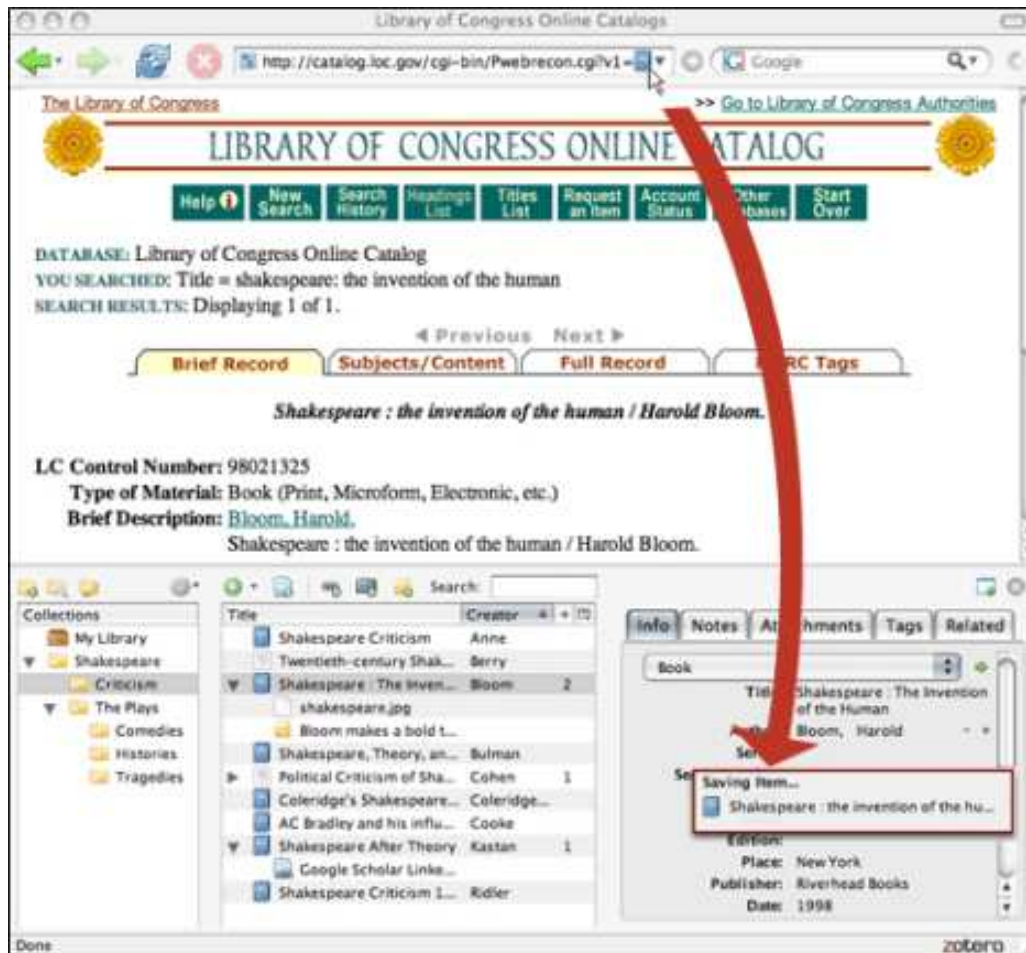 Library of Congress Online Catalogs
http://catalog.loc.gov/cgi-bin/Pwebrecon.cgi?v1=
Google
The Library of Congress
>> Go to Library of Congress Authorities
LIBRARY OF CONGRESS ONLINE CATALOG
Help
New Search
Search History
Headings List
Titles List
Request an Item
Account Status
Other
Start Over
DATABASE: Library of Congress Online Catalog
YOU SEARCHED: Title = shakespeare: the invention of the human
SEARCH RESULTS: Displaying 1 of 1.
Previous Next
Brief Record
Subjects/Content
Full Record
RC Tags
Shakespeare : the invention of the human / Harold Bloom.
LC Control Number: 98021325
Type of Material: Book (Print, Microform, Electronic, etc.)
Brief Description: Bloom, Harold.
Shakespeare : the invention of the human / Harold Bloom.
Search:
Collections
My Library
Shakespeare
Criticism
The Plays
Comedies
Histories
Tragedies
Title Creator
Shakespeare Criticism Anne
Twentieth-century Shak... Berry
Shakespeare : The Inven... Bloom 2
shakespeare.jpg
Bloom makes a bold t...
Shakespeare, Theory, an... Bulman
Political Criticism of Sha... Cohen 1
Coleridge's Shakespeare... Coleridge...
AC Bradley and his influ... Cooke
Shakespeare After Theory Kastan 1
Google Scholar Linke...
Shakespeare Criticism 1... Ridler
Info Notes Attachments Tags Related
Book
Shakespeare : The Invention
of the Human
Bloom, Harold
Saving Item...
Shakespeare : the invention of the hu...
Edition:
Place: New York
Publisher: Riverhead Books
Date: 1998
Done
zotero